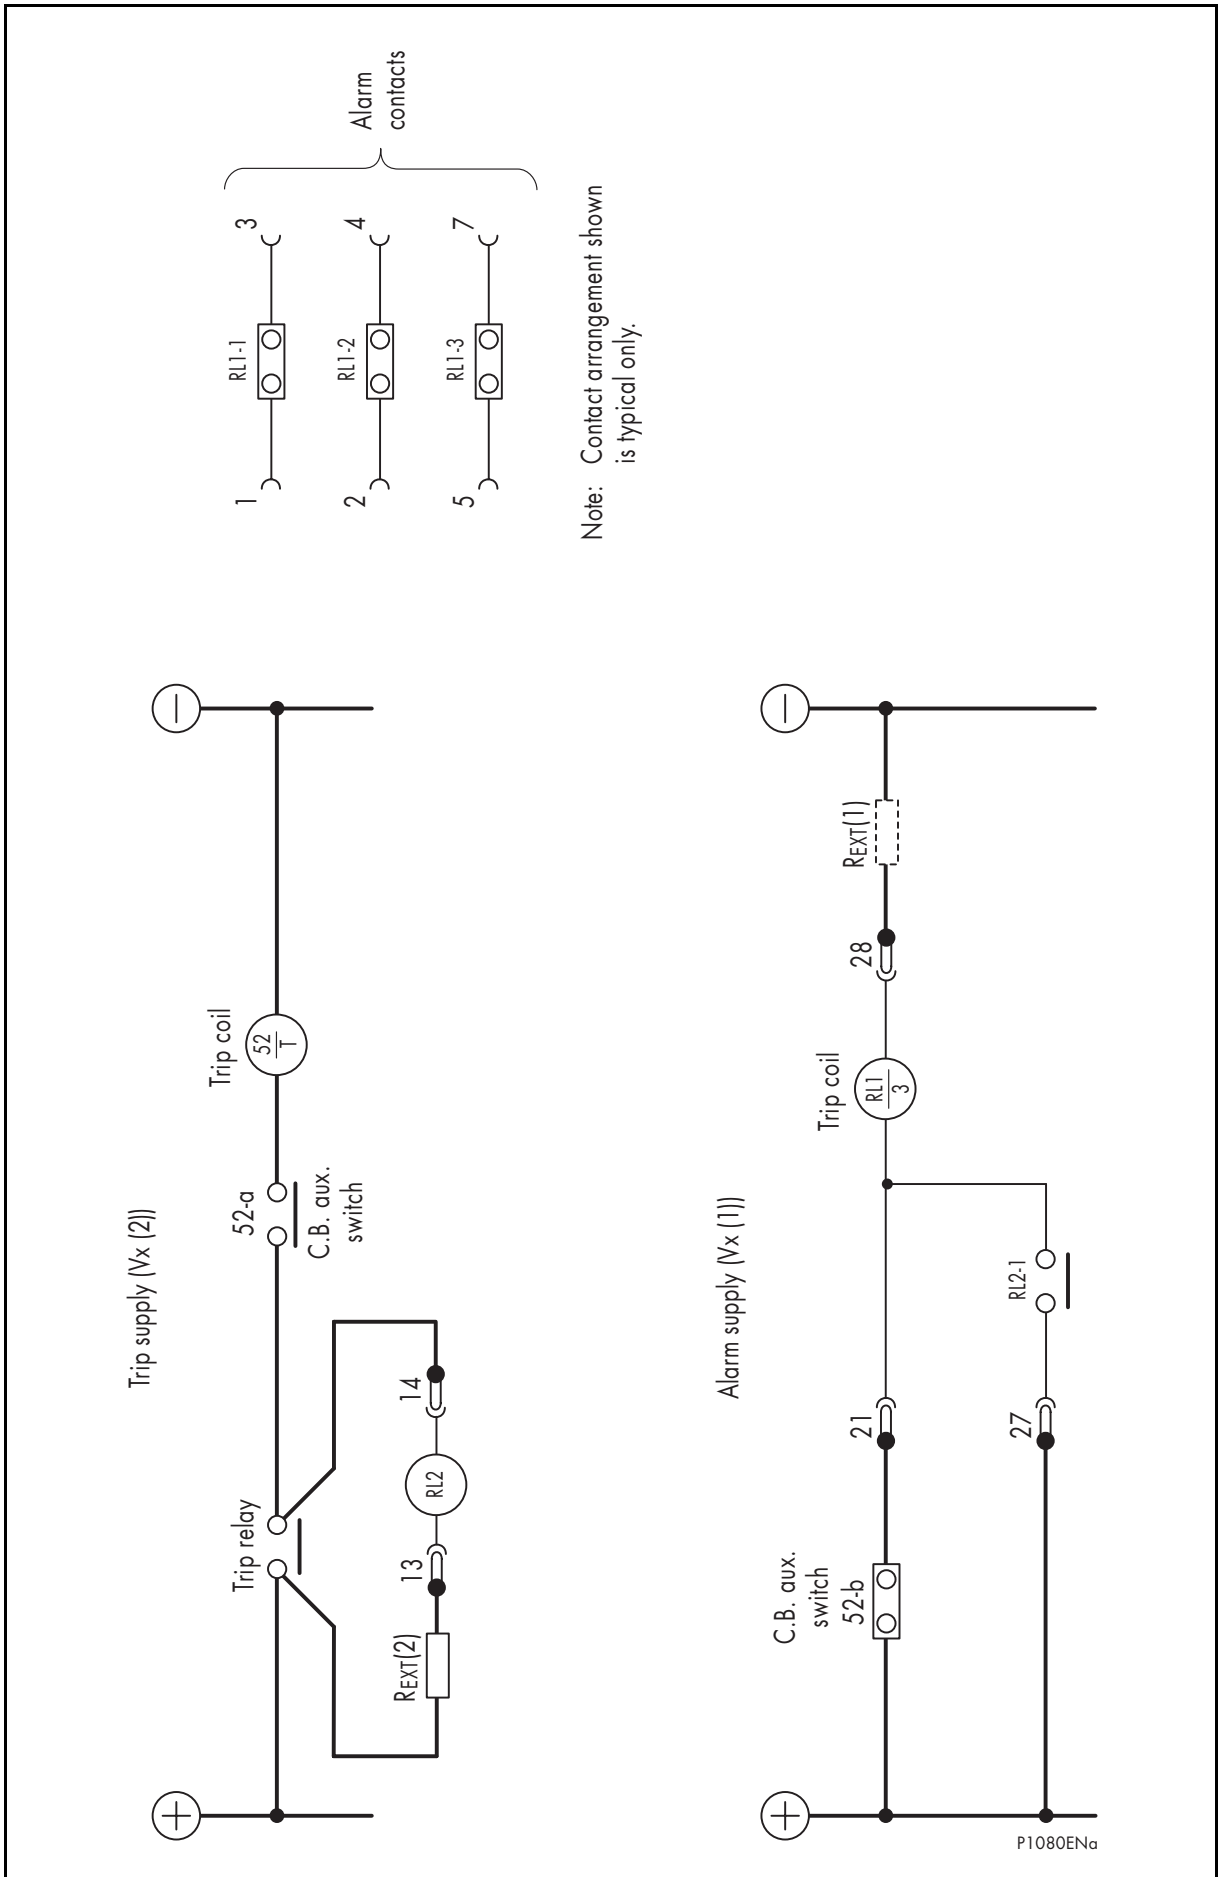 Trip supply (Vx (2))
Trip relay
52-a
C.B. aux.
switch
Trip coil
52
T
REXT(2)
13
RL2
14
Alarm supply (Vx (1))
C.B. aux.
switch
52-b
21
Trip coil
RL1
3
28
REXT(1)
27
RL2-1
1
RL1-1
3
2
RL1-2
4
5
RL1-3
7
Alarm
contacts
Note: Contact arrangement shown
is typical only.
P1080ENa